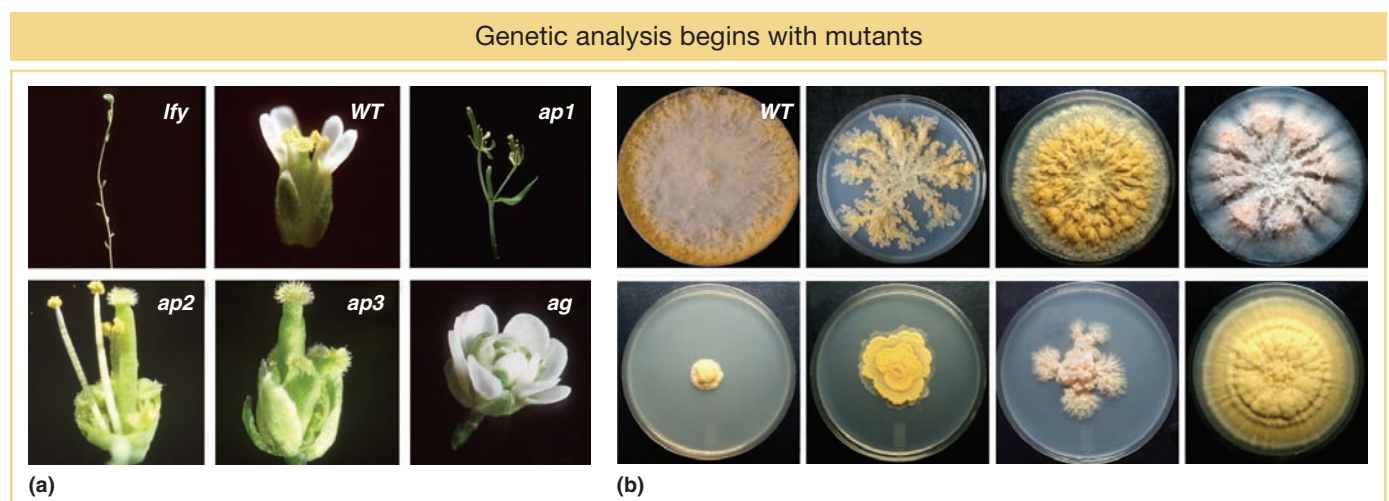 Genetic analysis begins with mutants
lfy
WT
ap1
ap2
ap3
ag
(a)
WT
(b)